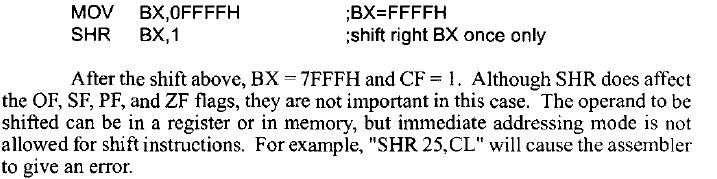 MOV BX,0FFFFH ;BX=FFFFH
SHR BX,1 ;shift right BX once only
After the shift above, BX = 7FFFH and CF = 1. Although SHR does affect
the OF, SF, PF, and ZF flags, they are not important in this case. The operand to be
shifted can be in a register or in memory, but immediate addressing mode is not
allowed for shift instructions. For example, "SHR 25,CL" will cause the assembler
to give an error.